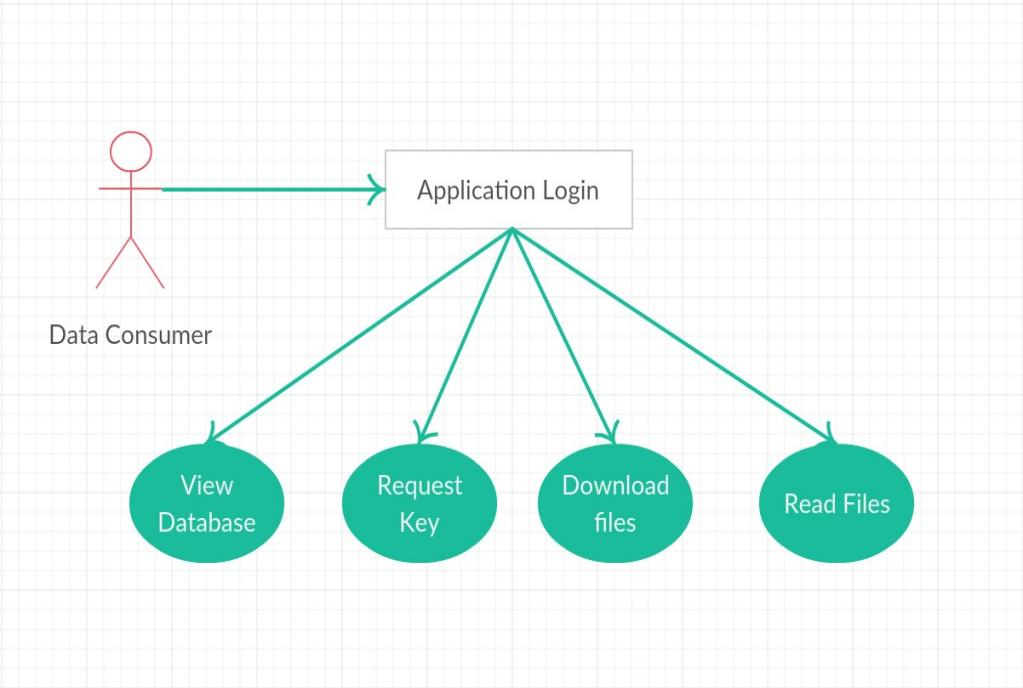 Application Login
Data Consumer
View
Database
Request
Key
Download
files
Read Files